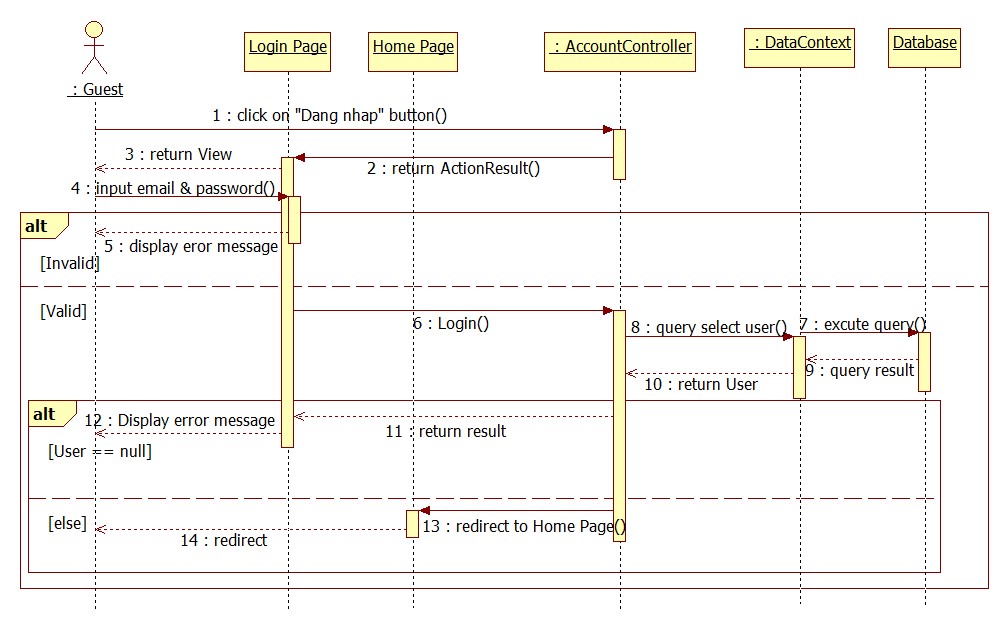 Login Page
Home Page
: AccountController
: DataContext
Database
: Guest
1 : click on "Dang nhap" button()
3 : return View
2 : return ActionResult()
4 : input email & password()
alt
5 : display eror message
[Invalid]
[Valid]
6 : Login()
8 : query select user()
7 : excute query()
9 : query result
10 : return User
alt
12 : Display error message
11 : return result
[User == null]
[else]
13 : redirect to Home Page()
14 : redirect